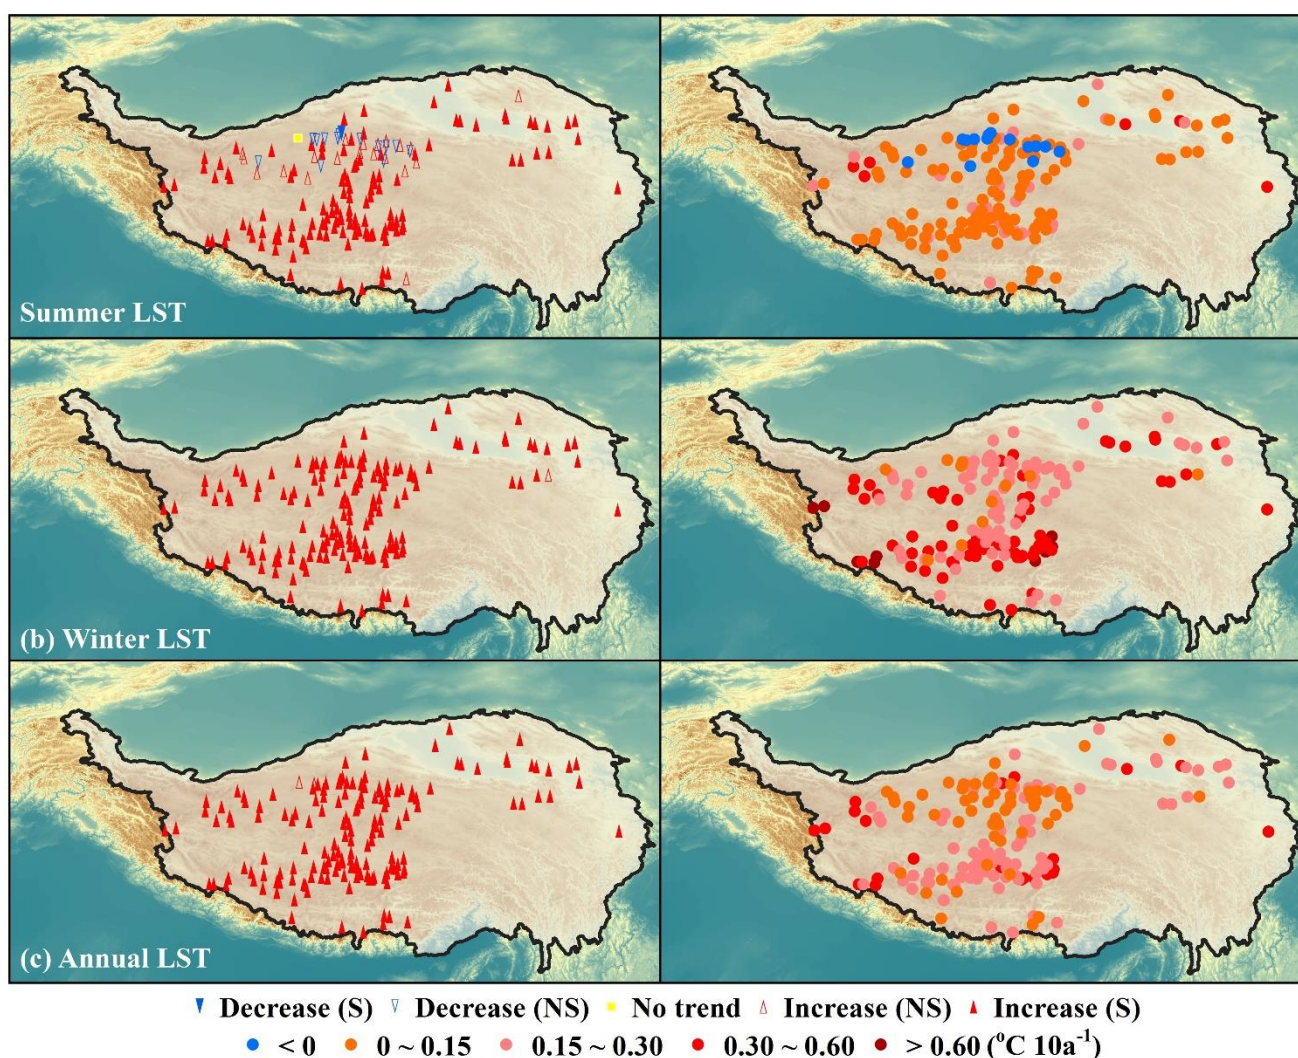 Summer LST
(b) Winter LST
(c) Annual LST
Decrease (S) Decrease (NS) No trend Increase (NS) Increase (S)
< 0 0 ~ 0.15 0.15 ~ 0.30 0.30 ~ 0.60 > 0.60 (°C 10a⁻¹)